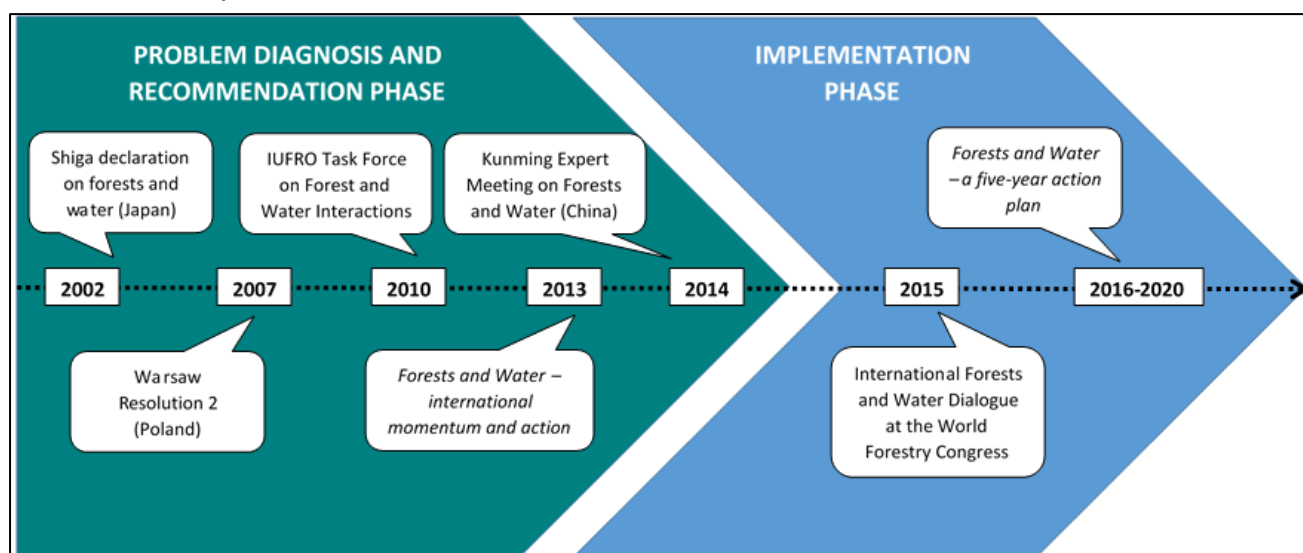 PROBLEM DIAGNOSIS AND
RECOMMENDATION PHASE
IMPLEMENTATION
PHASE
Shiga declaration
on forests and
water (Japan)
IUFRO Task Force
on Forest and
Water Interactions
Kunming Expert
Meeting on Forests
and Water (China)
Forests and Water
– a five-year action
plan
2002
2007
2010
2013
2014
2015
2016-2020
Warsaw
Resolution 2
(Poland)
Forests and Water –
international
momentum and action
International Forests
and Water Dialogue
at the World
Forestry Congress